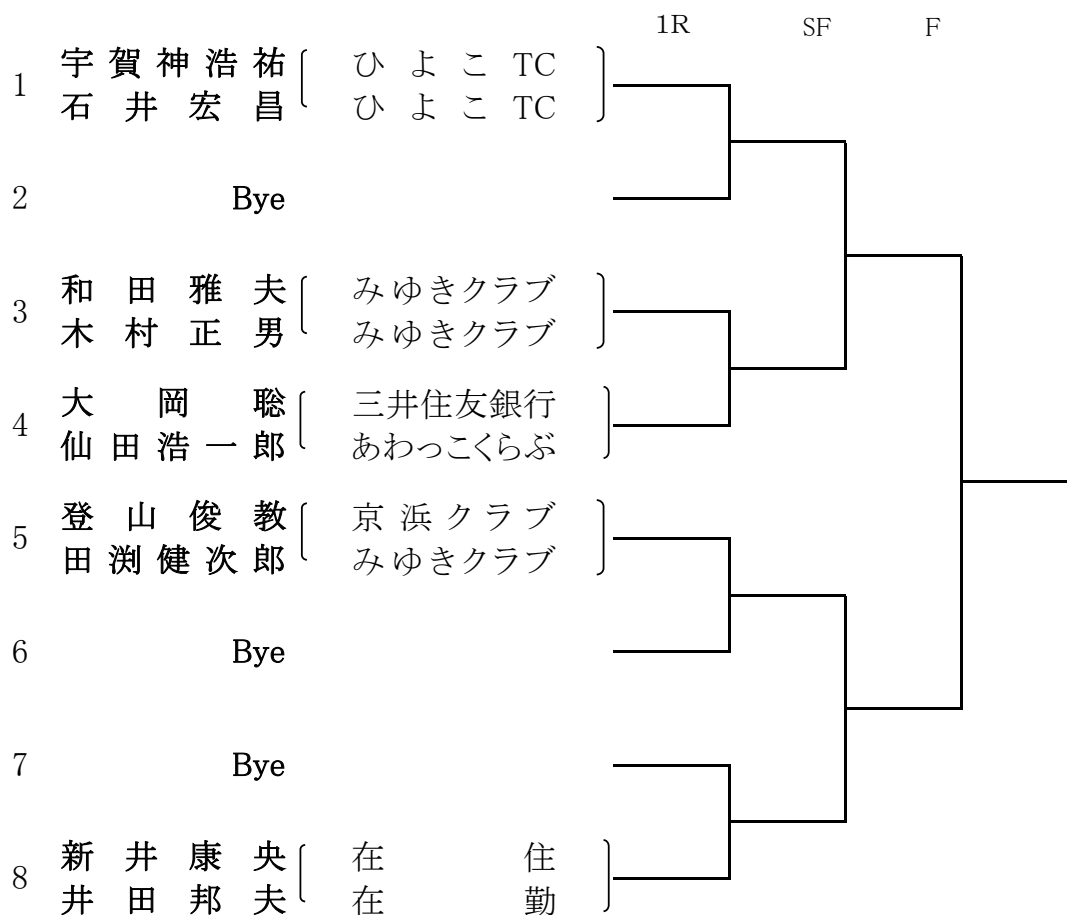 1R SF F
1 宇賀神浩祐 ひよこTC
石井宏昌 ひよこTC
2 Bye
3 和田雅夫 みゆきクラブ
木村正男 みゆきクラブ
4 大岡聡 三井住友銀行
仙田浩一郎 あわっこくらぶ
5 登山俊教 京浜クラブ
田渕健次郎 みゆきクラブ
6 Bye
7 Bye
8 新井康央 在住
井田邦夫 在勤